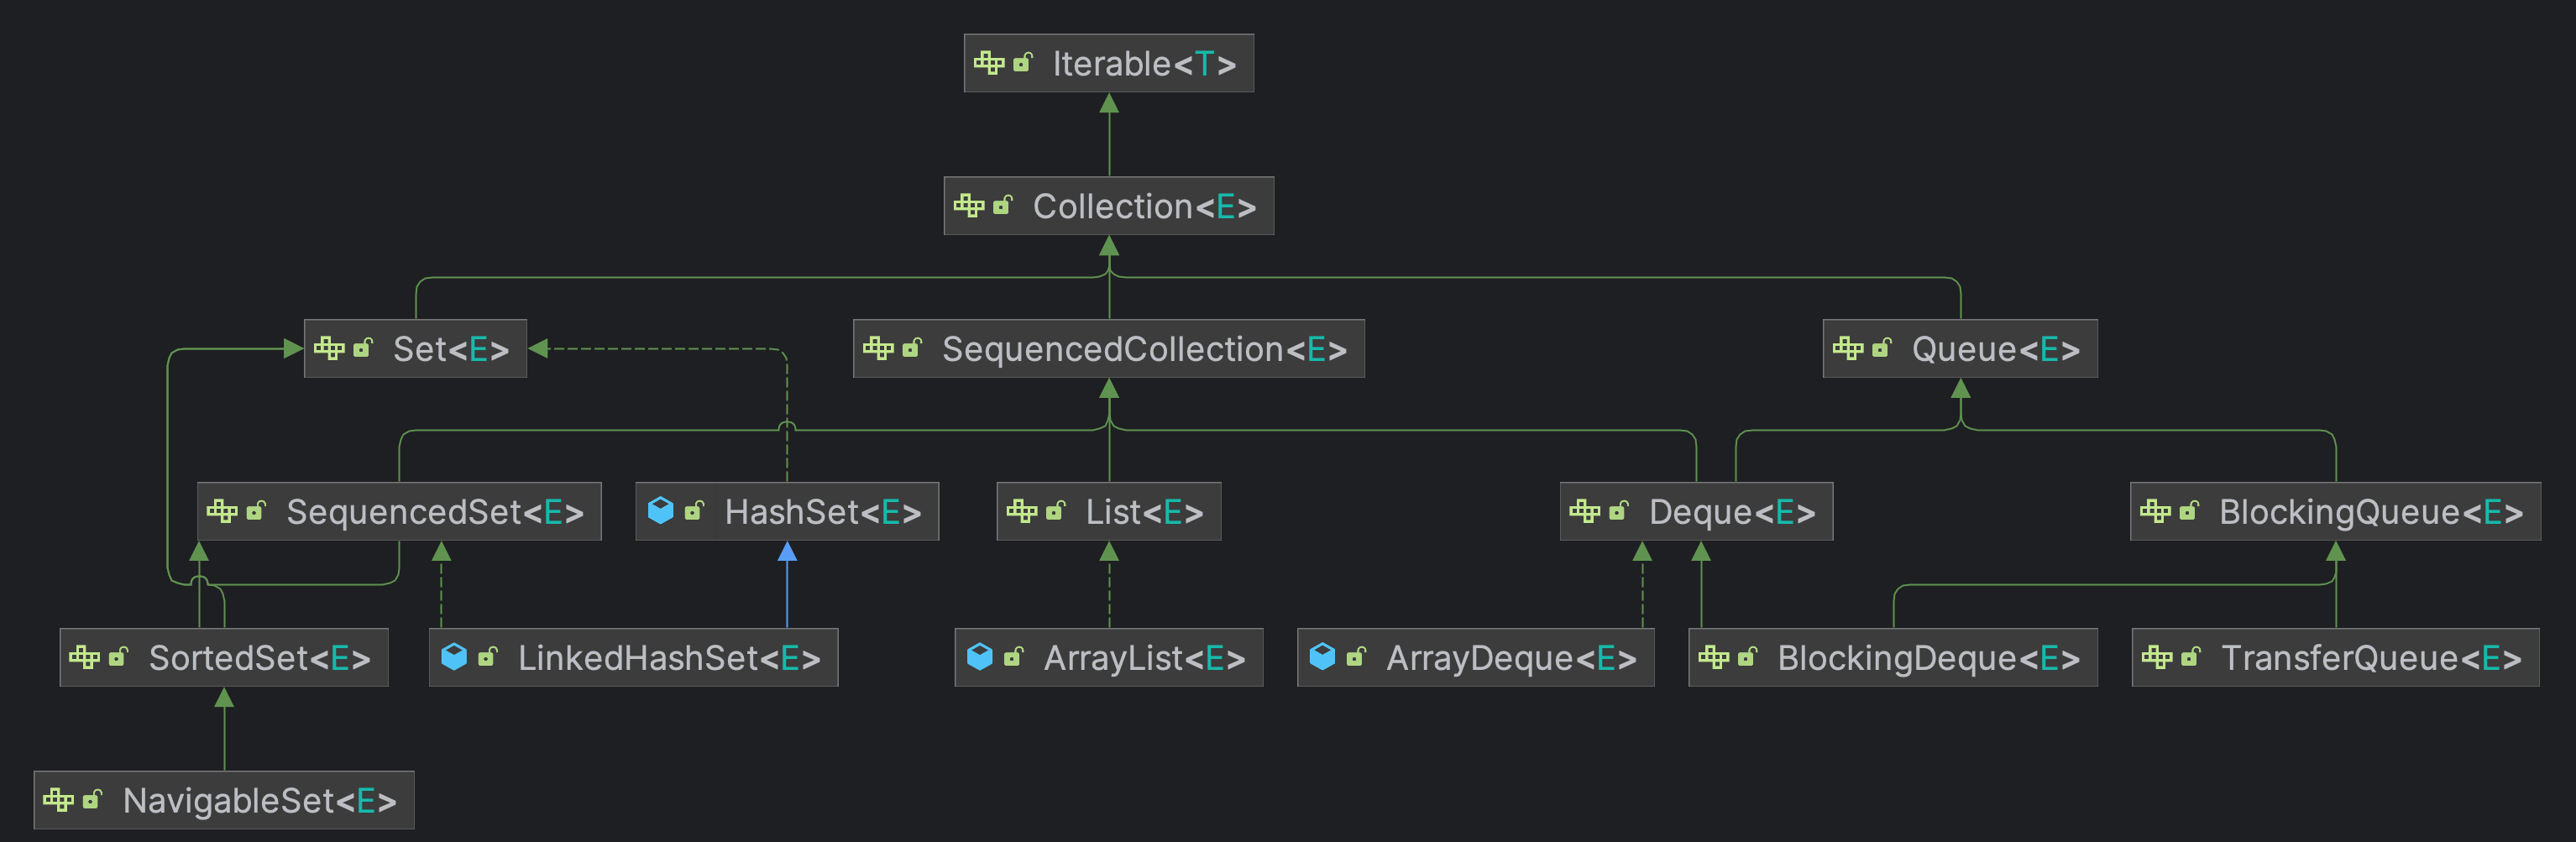 Iterable<T>
Collection<E>
Set<E>
SequencedCollection<E>
Queue<E>
SequencedSet<E>
HashSet<E>
List<E>
Deque<E>
BlockingQueue<E>
SortedSet<E>
LinkedHashSet<E>
ArrayList<E>
ArrayDeque<E>
BlockingDeque<E>
TransferQueue<E>
NavigableSet<E>